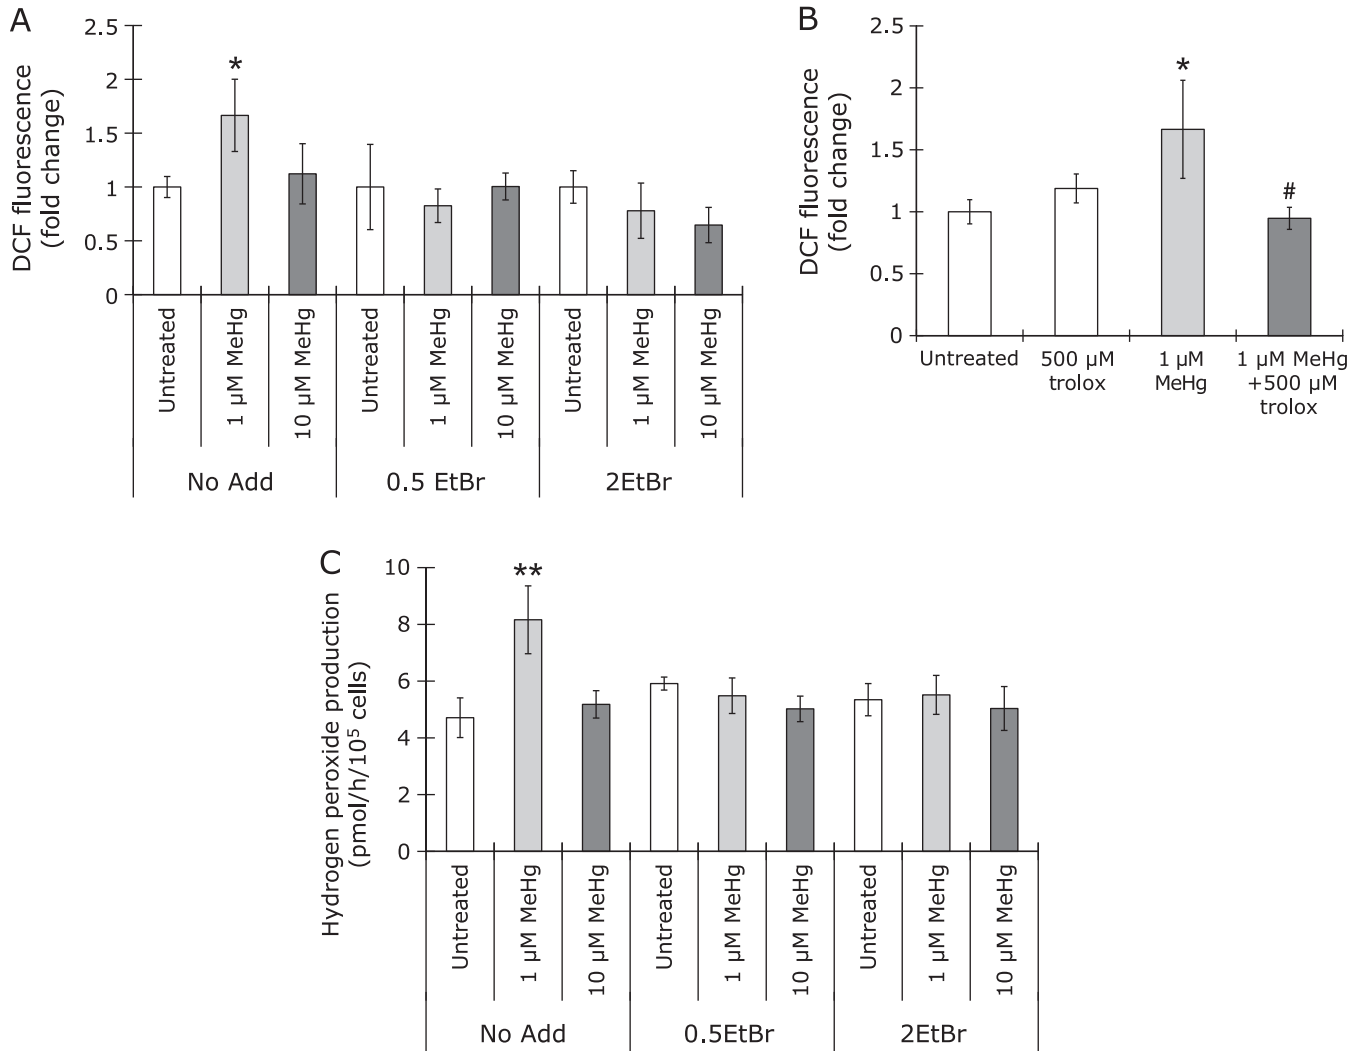 A
DCF fluorescence
(fold change)
2.5
2
1.5
1
0.5
0
*
Untreated
1 µM MeHg
10 µM MeHg
Untreated
1 µM MeHg
10 µM MeHg
Untreated
1 µM MeHg
10 µM MeHg
No Add
0.5 EtBr
2EtBr
B
DCF fluorescence
(fold change)
2.5
2
1.5
1
0.5
0
*
#
Untreated
500 µM
trolox
1 µM
MeHg
1 µM MeHg
+500 µM
trolox
C
Hydrogen peroxide production
(pmol/h/10⁵ cells)
10
8
6
4
2
0
**
Untreated
1 µM MeHg
10 µM MeHg
Untreated
1 µM MeHg
10 µM MeHg
Untreated
1 µM MeHg
10 µM MeHg
No Add
0.5EtBr
2EtBr